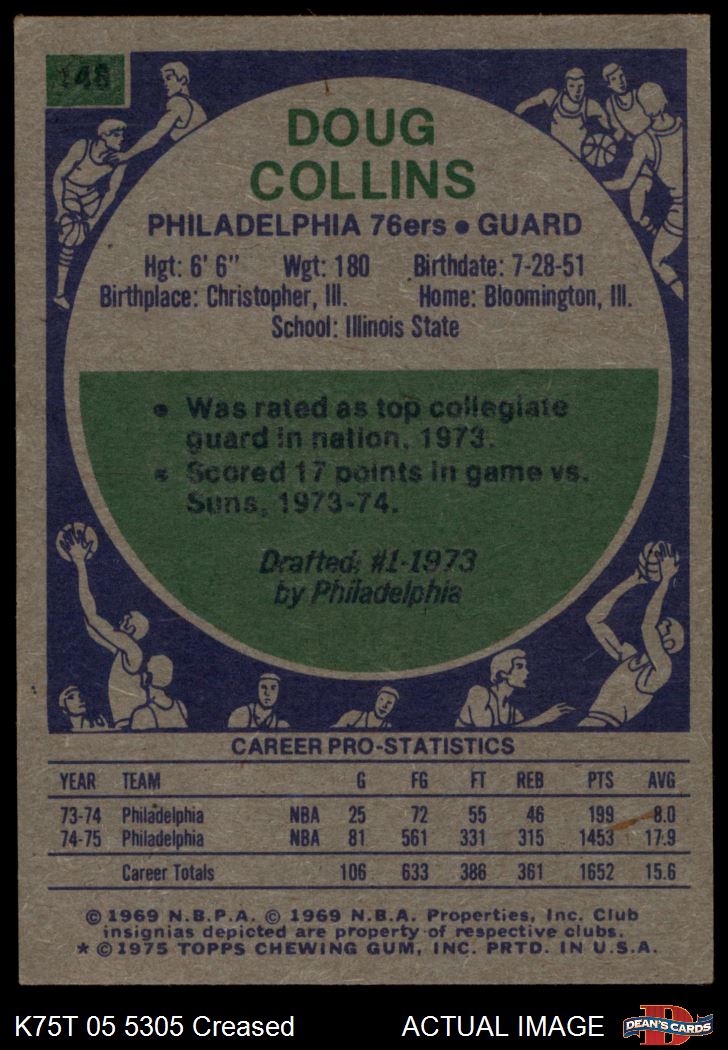 148
DOUG
COLLINS
PHILADELPHIA 76ers • GUARD
Hgt: 6' 6" Wgt: 180 Birthdate: 7-28-51
Birthplace: Christopher, Ill. Home: Bloomington, Ill.
School: Illinois State
• Was rated as top collegiate
guard in nation, 1973.
• Scored 17 points in game vs.
Suns, 1973-74.
Drafted: #1-1973
by Philadelphia
CAREER PRO-STATISTICS
YEAR TEAM G FG FT REB PTS AVG
73-74 Philadelphia NBA 25 72 55 46 199 8.0
74-75 Philadelphia NBA 81 561 331 315 1453 17.9
Career Totals 106 633 386 361 1652 15.6
© 1969 N.B.P.A. © 1969 N.B.A. Properties, Inc. Club
insignias depicted are property of respective clubs.
* © 1975 TOPPS CHEWING GUM, INC. PRTD. IN U.S.A.
K75T 05 5305 Creased ACTUAL IMAGE DEAN'S CARDS